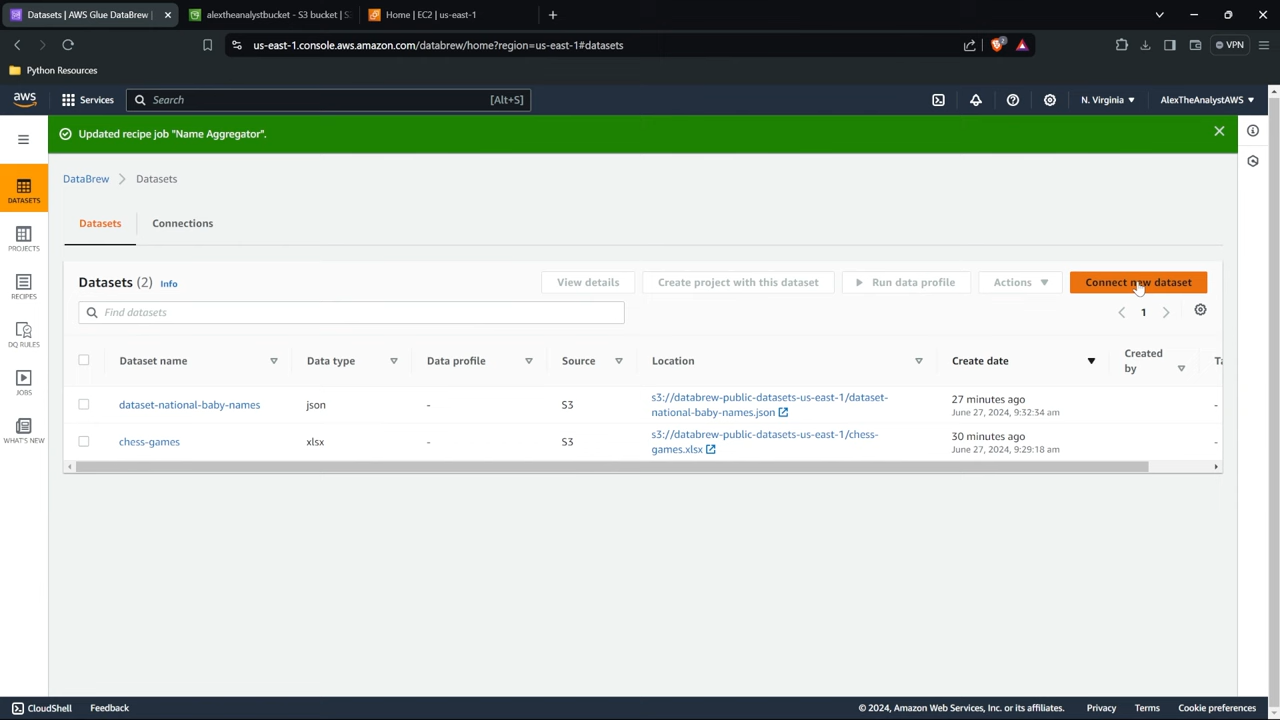 Datasets | AWS Glue DataBrew |
alextheanalystbucket - S3 bucket | S
Home | EC2 | us-east-1
us-east-1.console.aws.amazon.com/databrew/home?region=us-east-1#datasets
2
VPN
Python Resources
aws
Services
Search
[Alt+S]
N. Virginia
AlexTheAnalystAWS
Updated recipe job "Name Aggregator".
DATASETS
PROJECTS
RECIPES
DQ RULES
JOBS
WHAT'S NEW
DataBrew
Datasets
Datasets
Connections
Datasets (2) Info
View details
Create project with this dataset
Run data profile
Actions
Connect new dataset
Find datasets
1
Dataset name
Data type
Data profile
Source
Location
Create date
Created
by
Ta
dataset-national-baby-names
json
-
S3
s3://databrew-public-datasets-us-east-1/dataset-
national-baby-names.json
27 minutes ago
June 27, 2024, 9:32:34 am
-
chess-games
xlsx
-
S3
s3://databrew-public-datasets-us-east-1/chess-
games.xlsx
30 minutes ago
June 27, 2024, 9:29:18 am
-
CloudShell
Feedback
© 2024, Amazon Web Services, Inc. or its affiliates.
Privacy
Terms
Cookie preferences